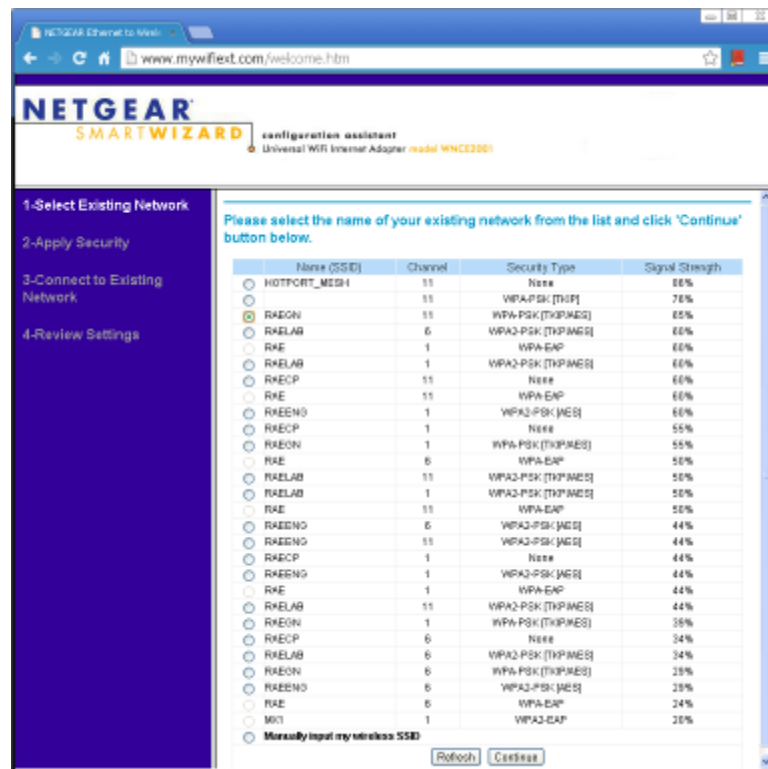 NETGEAR Ethernet to Wirele
www.mywifiext.com/welcome.htm
NETGEAR
SMARTWIZARD configuration assistant
Universal WiFi Internet Adapter model WNCE2001
1-Select Existing Network
2-Apply Security
3-Connect to Existing
Network
4-Review Settings
Please select the name of your existing network from the list and click 'Continue'
button below.
Name (SSID) Channel Security Type Signal Strength
HOTPORT_MESH 11 None
11 WPA-PSK [TKIP]
RAEGN 11 WPA-PSK [TKIP/AES] 65%
RAELAB 6 WPA2-PSK [TKIP/AES] 60%
RAE 1 WPA-EAP 60%
RAELAB 1 WPA2-PSK [TKIP/AES] 60%
RAECP 11 None 60%
RAE 11 WPA-EAP 60%
RAEENG 1 WPA2-PSK [AES] 60%
RAECP 1 None 55%
RAEGN 1 WPA-PSK [TKIP/AES] 55%
RAE 6 WPA-EAP 50%
RAELAB 11 WPA2-PSK [TKIP/AES] 50%
RAELAB 1 WPA2-PSK [TKIP/AES] 50%
RAE 11 WPA-EAP 50%
RAEENG 6 WPA2-PSK [AES] 44%
RAEENG 11 WPA2-PSK [AES] 44%
RAECP 1 None 44%
RAEENG 1 WPA2-PSK [AES] 44%
RAE 1 WPA-EAP 44%
RAELAB 11 WPA2-PSK [TKIP/AES] 44%
RAEGN 1 WPA-PSK [TKIP/AES] 39%
RAECP 6 None 34%
RAELAB 6 WPA2-PSK [TKIP/AES] 34%
RAEGN 6 WPA-PSK [TKIP/AES]
RAEENG 6 WPA2-PSK [AES]
RAE 6 WPA-EAP 24%
MK1 1 WPA2-EAP 20%
Manually input my wireless SSID
Refresh Continue